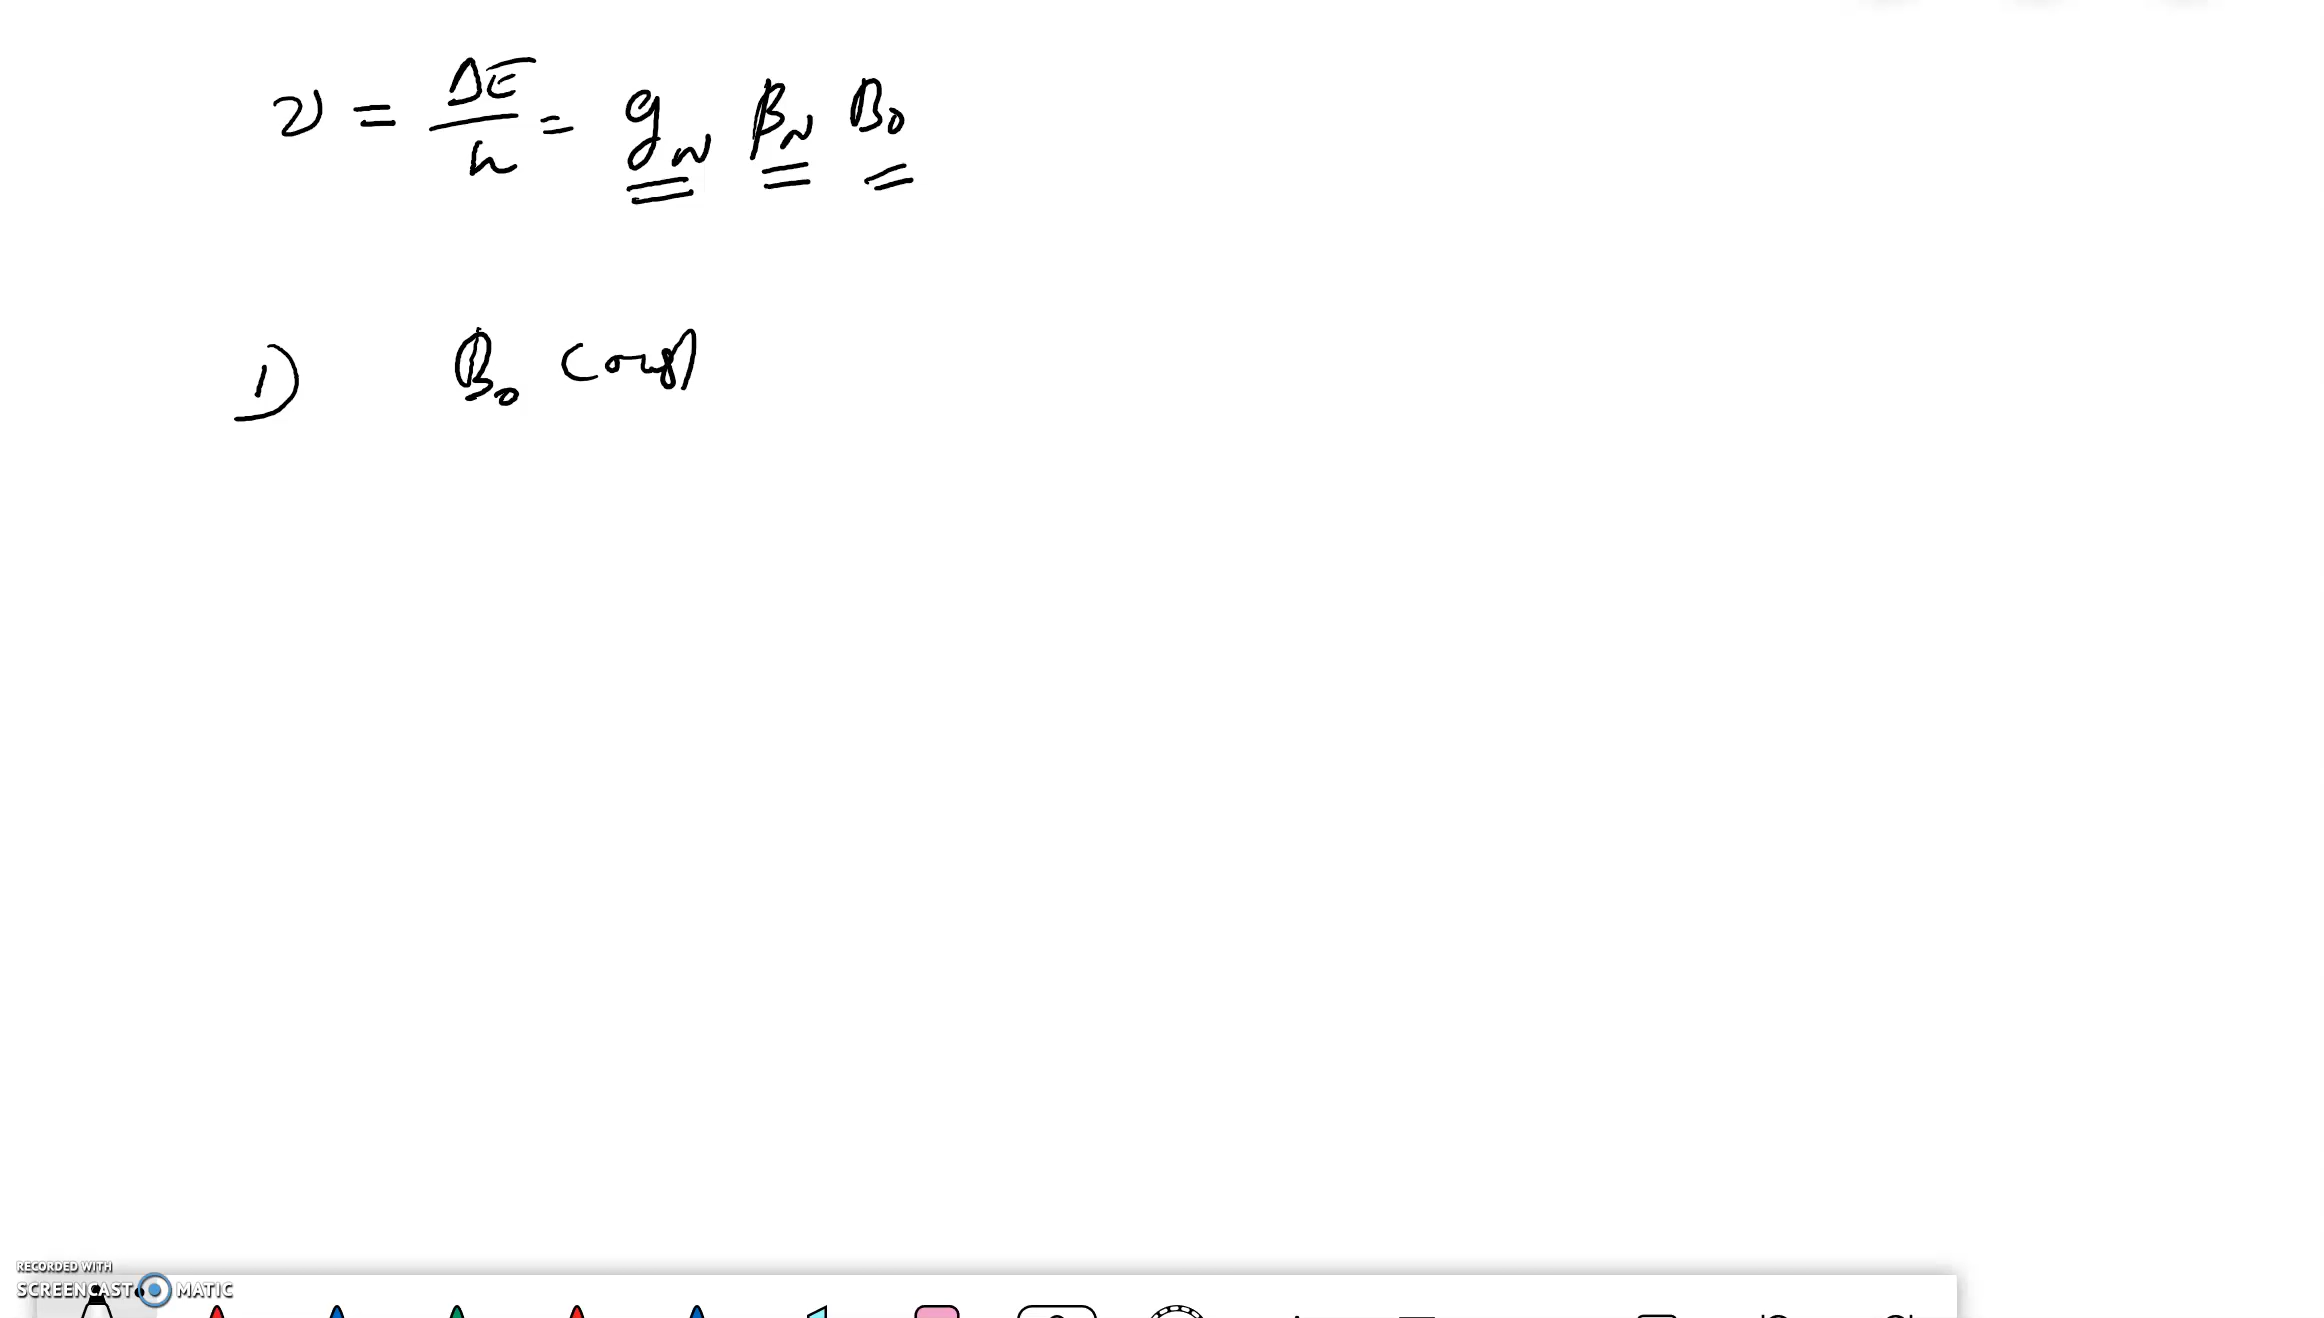 ν = ΔE/h = g_N β_N B_0
1) B_0 const
RECORDED WITH
SCREENCAST MATIC